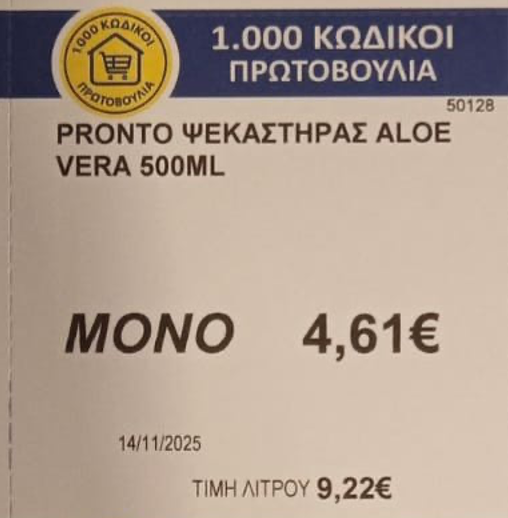 1.000 ΚΩΔΙΚΟΙ
ΠΡΩΤΟΒΟΥΛΙΑ
1.000 ΚΩΔΙΚΟΙ
ΠΡΩΤΟΒΟΥΛΙΑ
50128
PRONTO ΨΕΚΑΣΤΗΡΑΣ ALOE
VERA 500ML
ΜΟΝΟ 4,61€
14/11/2025
ΤΙΜΗ ΛΙΤΡΟΥ 9,22€